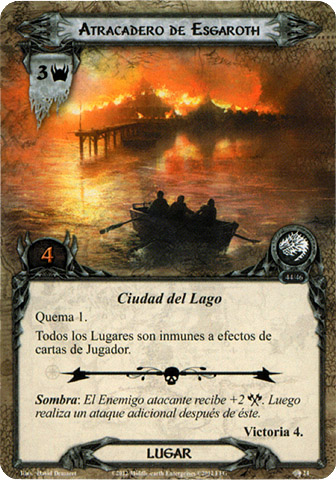 Atracadero de Esgaroth
3
4
44/46
Ciudad del Lago
Quema 1.
Todos los Lugares son inmunes a efectos de
cartas de Jugador.
Sombra: El Enemigo atacante recibe +2. Luego
realiza un ataque adicional después de éste.
Victoria 4.
LUGAR
21